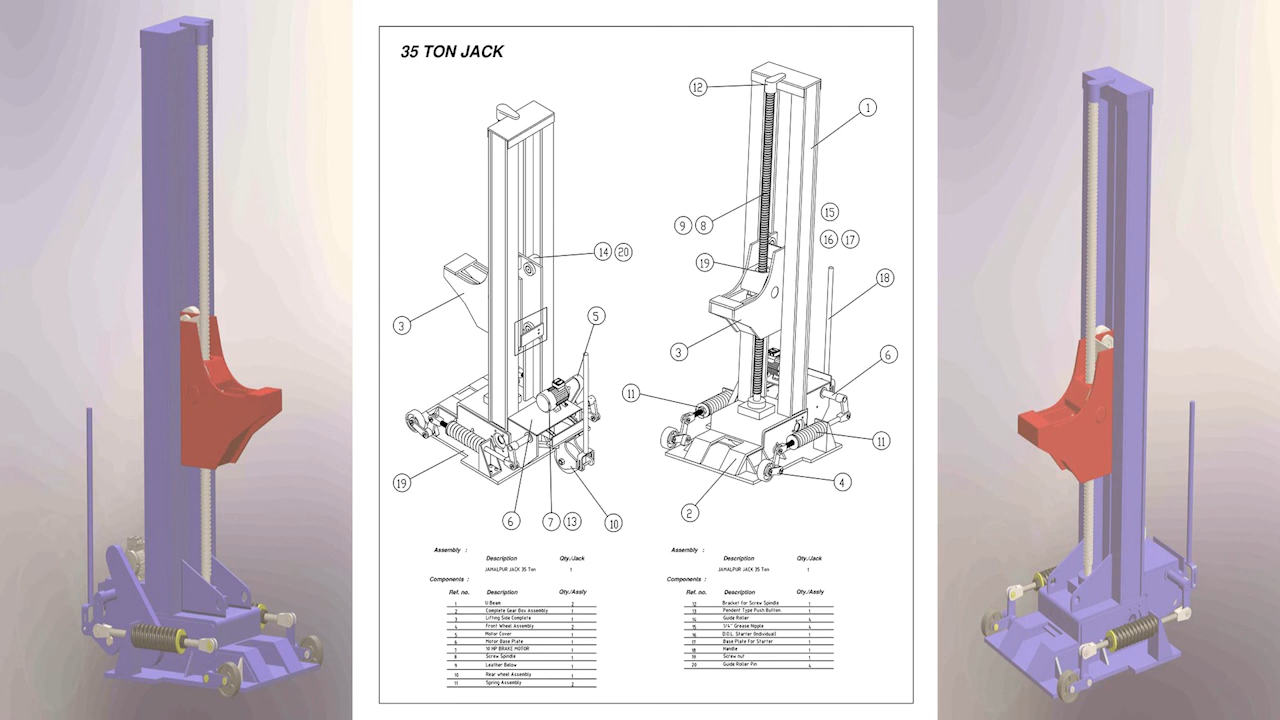 35 TON JACK
12
1
9 8
15
16 17
14 20
19
18
3
5
3
6
11
11
19
4
6
7 13
10
2
Assembly :
Description Qty./Jack
JAMALPUR JACK 35 Ton 1
Components :
Ref. no. Description Qty./Assly
1 U Beam 2
2 Complete Gear Box Assembly 1
3 Lifting Side Complete 1
4 Front Wheel Assembly 2
5 Motor Cover 1
6 Motor Base Plate 1
7 10 HP BRAKE MOTOR 1
8 Screw Spindle 1
9 Leather Below 1
10 Rear wheel Assembly 1
11 Spring Assembly 2
Assembly :
Description Qty./Jack
JAMALPUR JACK 35 Ton 1
Components :
Ref. no. Description Qty./Assly
12 Bracket for Screw Spindle 1
13 Pendent Type Push Button 1
14 Guide Roller 4
15 1/4" Grease Nipple 4
16 D.O.L. Starter (Individual) 1
17 Base Plate For Starter 1
18 Handle 1
19 Screw nut 1
20 Guide Roller Pin 4